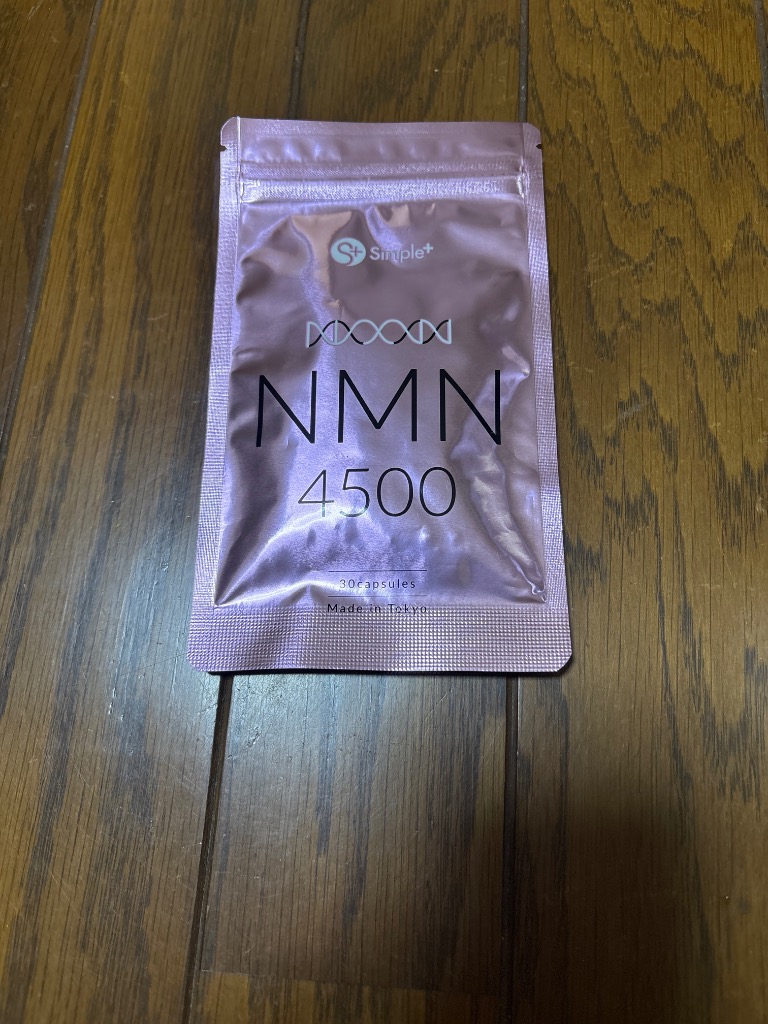 S+ Simple+
NMN
4500
30capsules
Made in Tokyo